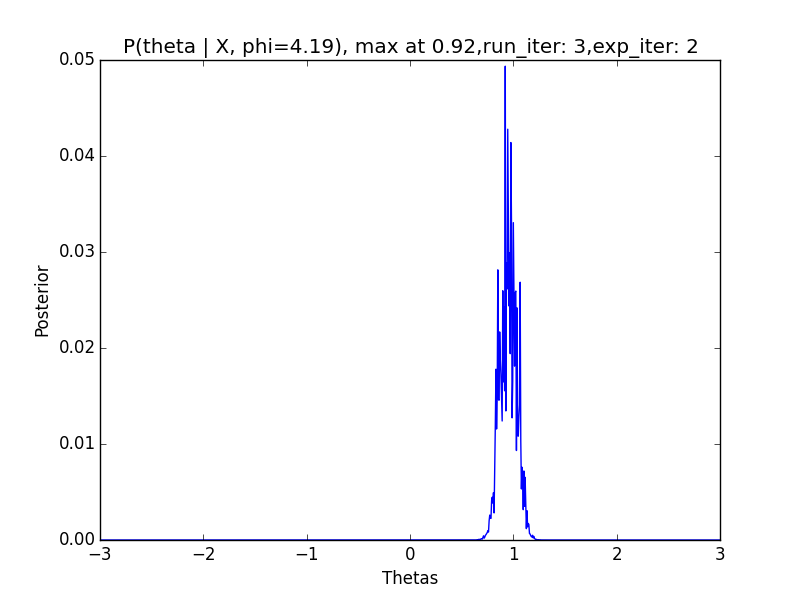 P(theta | X, phi=4.19), max at 0.92,run_iter: 3,exp_iter: 2
0.05
0.04
0.03
0.02
0.01
0.00
Posterior
−3 −2 −1 0 1 2 3
Thetas